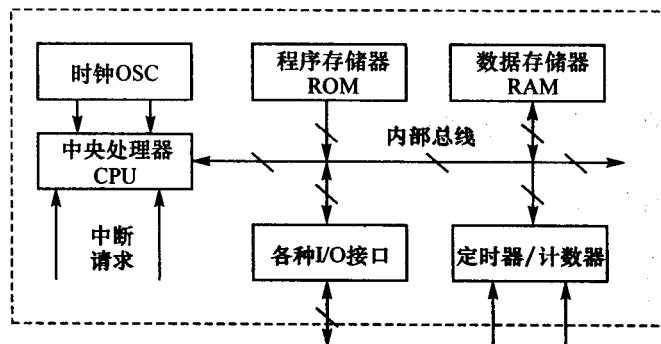 时钟OSC
程序存储器
ROM
数据存储器
RAM
中央处理器
CPU
内部总线
中断
请求
各种I/O接口
定时器/计数器